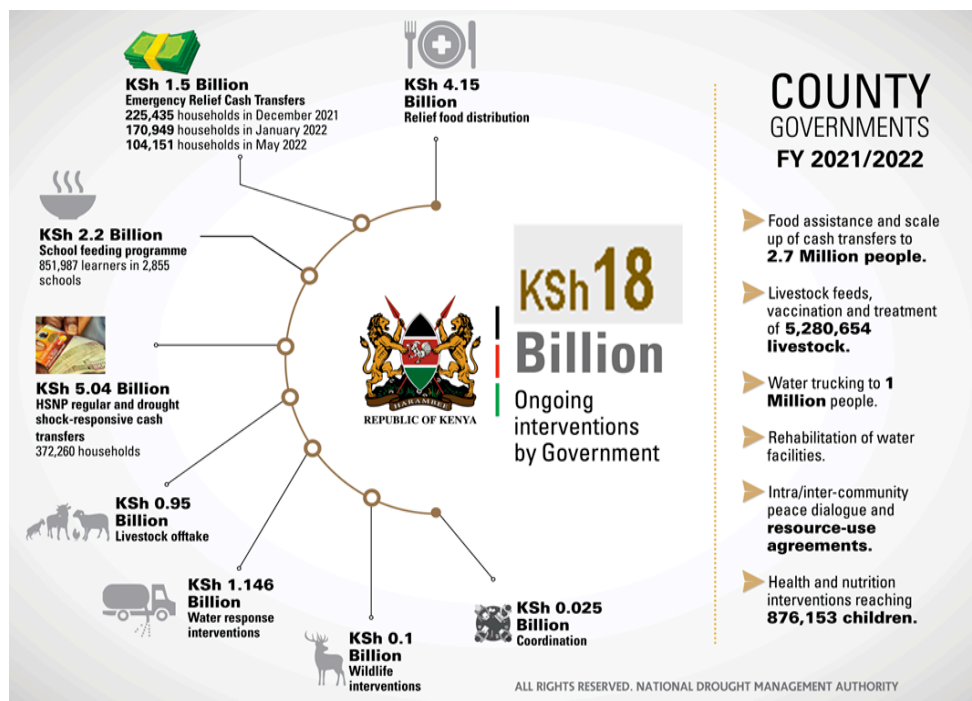 KSh 1.5 Billion
Emergency Relief Cash Transfers
225,435 households in December 2021
170,949 households in January 2022
104,151 households in May 2022
KSh 4.15
Billion
Relief food distribution
KSh 2.2 Billion
School feeding programme
851,987 learners in 2,855
schools
KSh 5.04 Billion
HSNP regular and drought
shock-responsive cash
transfers
372,260 households
KSh 0.95
Billion
Livestock offtake
KSh 1.146
Billion
Water response
interventions
KSh 0.1
Billion
Wildlife
interventions
KSh 0.025
Billion
Coordination
HARAMBEE
REPUBLIC OF KENYA
KSh 18
Billion
Ongoing
interventions
by Government
COUNTY
GOVERNMENTS
FY 2021/2022
Food assistance and scale
up of cash transfers to
2.7 Million people.
Livestock feeds,
vaccination and treatment
of 5,280,654
livestock.
Water trucking to 1
Million people.
Rehabilitation of water
facilities.
Intra/inter-community
peace dialogue and
resource-use
agreements.
Health and nutrition
interventions reaching
876,153 children.
ALL RIGHTS RESERVED. NATIONAL DROUGHT MANAGEMENT AUTHORITY